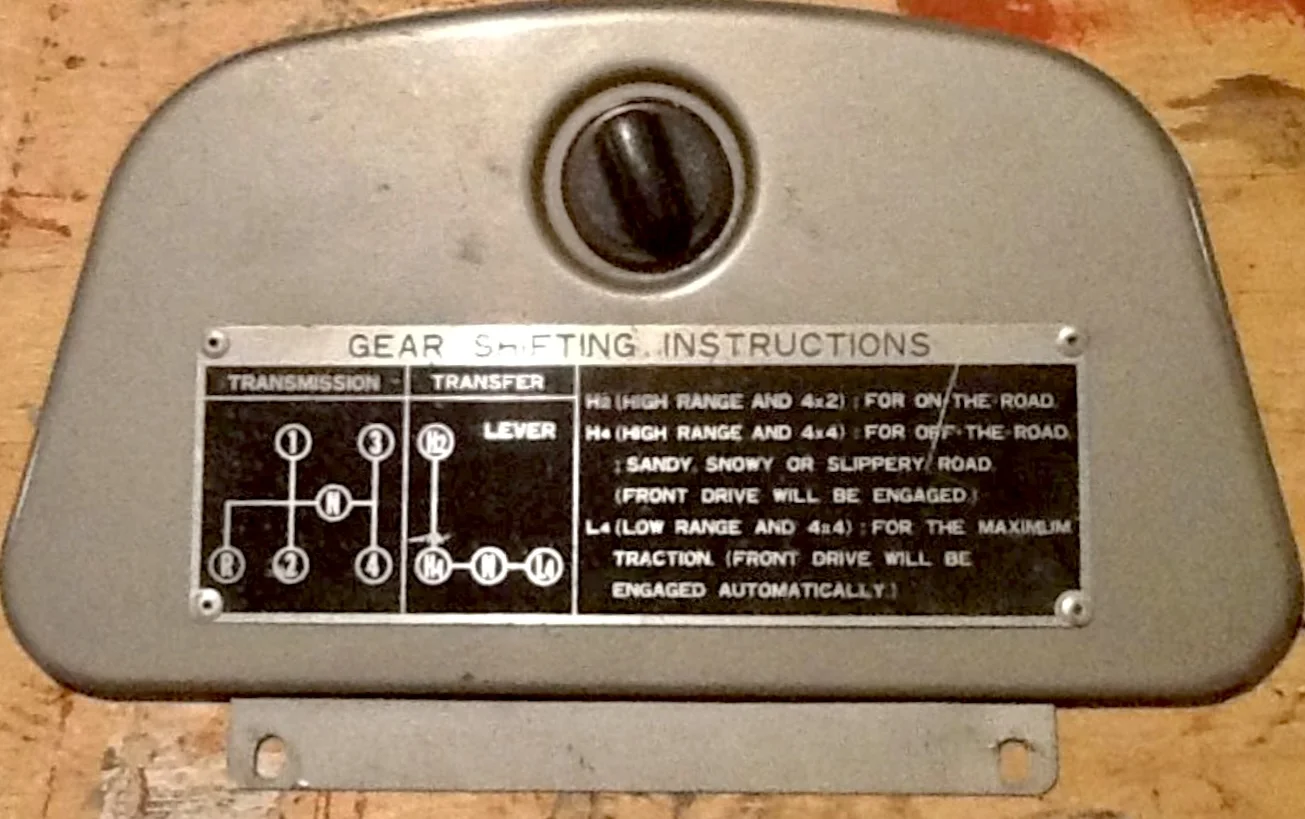 GEAR SHIFTING INSTRUCTIONS
TRANSMISSION
1 3
N
R 2 4
TRANSFER
LEVER
H2
H4 N L4
H2 (HIGH RANGE AND 4x2) : FOR ON-THE-ROAD.
H4 (HIGH RANGE AND 4x4) : FOR OFF-THE-ROAD.
: SANDY, SNOWY OR SLIPPERY ROAD.
(FRONT DRIVE WILL BE ENGAGED.)
L4 (LOW RANGE AND 4x4) : FOR THE MAXIMUM
TRACTION. (FRONT DRIVE WILL BE
ENGAGED AUTOMATICALLY.)